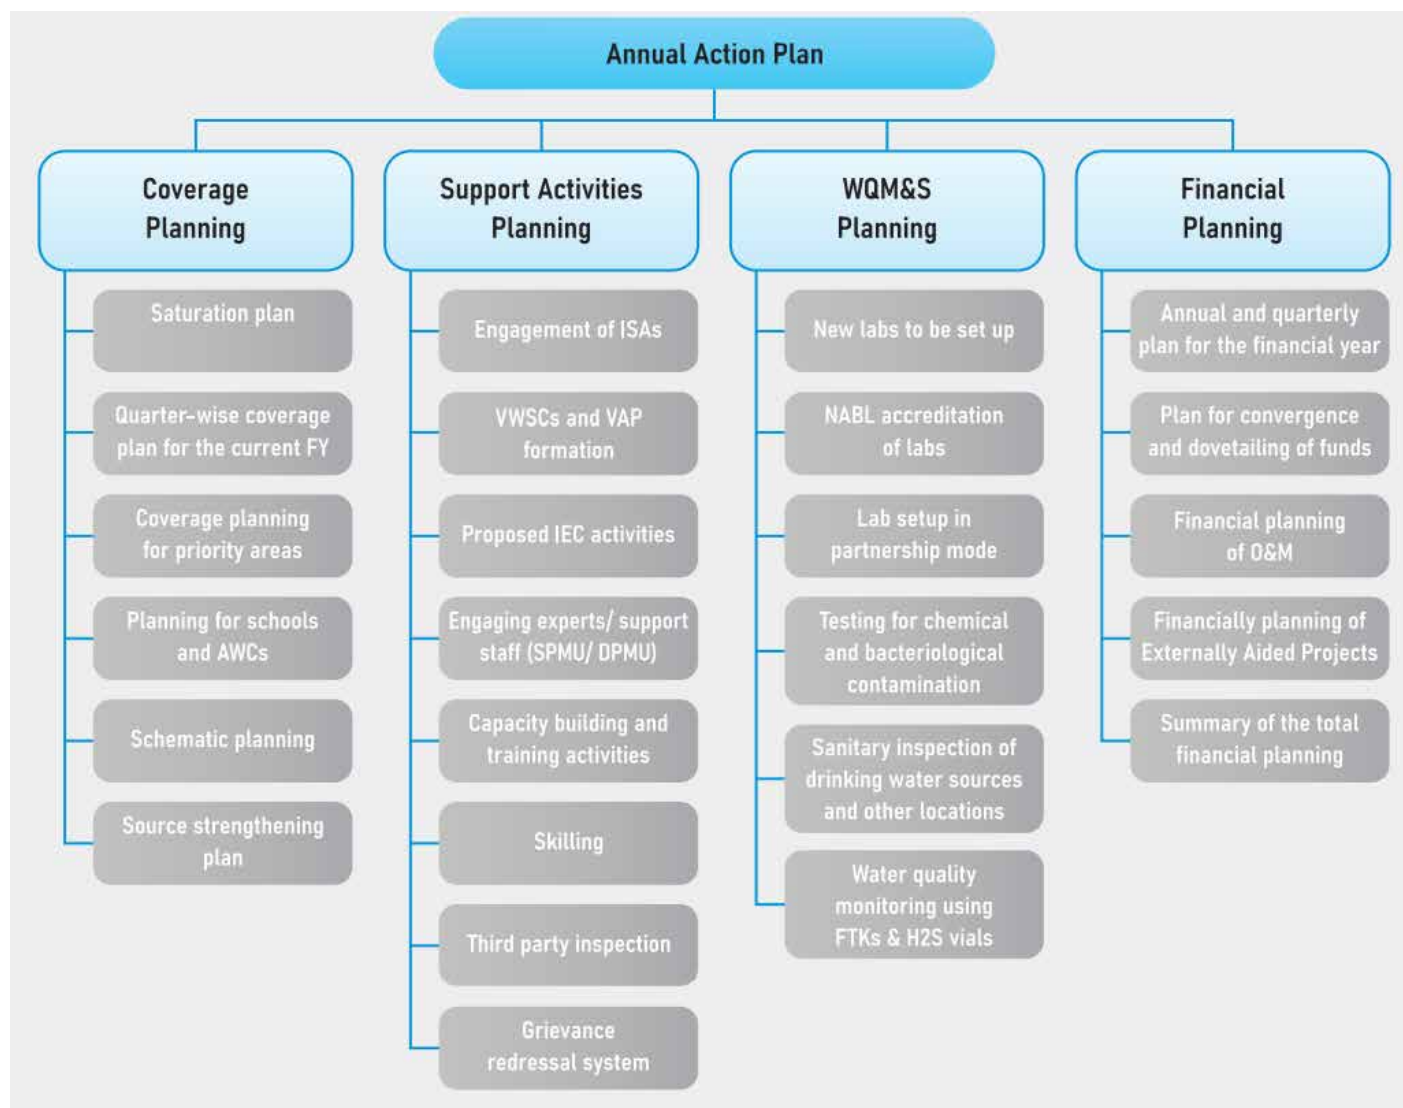 Annual Action Plan
Coverage
Planning
Saturation plan
Quarter-wise coverage
plan for the current FY
Coverage planning
for priority areas
Planning for schools
and AWCs
Schematic planning
Source strengthening
plan
Support Activities
Planning
Engagement of ISAs
VWSCs and VAP
formation
Proposed IEC activities
Engaging experts/ support
staff (SPMU/ DPMU)
Capacity building and
training activities
Skilling
Third party inspection
Grievance
redressal system
WQM&S
Planning
New labs to be set up
NABL accreditation
of labs
Lab setup in
partnership mode
Testing for chemical
and bacteriological
contamination
Sanitary inspection of
drinking water sources
and other locations
Water quality
monitoring using
FTKs & H2S vials
Financial
Planning
Annual and quarterly
plan for the financial year
Plan for convergence
and dovetailing of funds
Financial planning
of O&M
Financially planning of
Externally Aided Projects
Summary of the total
financial planning